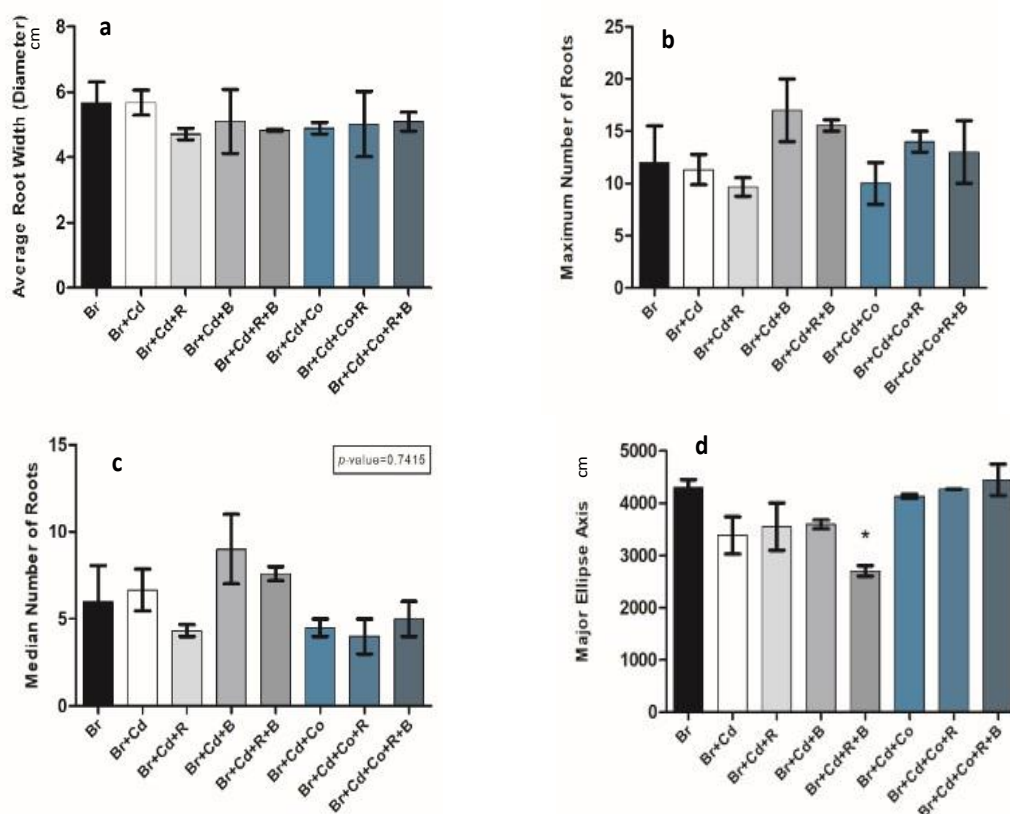 a
Average Root Width (Diameter)
cm
8
6
4
2
0
Br
Br+Cd
Br+Cd+R
Br+Cd+B
Br+Cd+R+B
Br+Cd+Co
Br+Cd+Co+R
Br+Cd+Co+R+B
b
Maximum Number of Roots
25
20
15
10
5
0
Br
Br+Cd
Br+Cd+R
Br+Cd+B
Br+Cd+R+B
Br+Cd+Co
Br+Cd+Co+R
Br+Cd+Co+R+B
c
p-value=0.7415
Median Number of Roots
15
10
5
0
Br
Br+Cd
Br+Cd+R
Br+Cd+B
Br+Cd+R+B
Br+Cd+Co
Br+Cd+Co+R
Br+Cd+Co+R+B
d
Major Ellipse Axis
cm
5000
4000
3000
2000
1000
0
*
Br
Br+Cd
Br+Cd+R
Br+Cd+B
Br+Cd+R+B
Br+Cd+Co
Br+Cd+Co+R
Br+Cd+Co+R+B